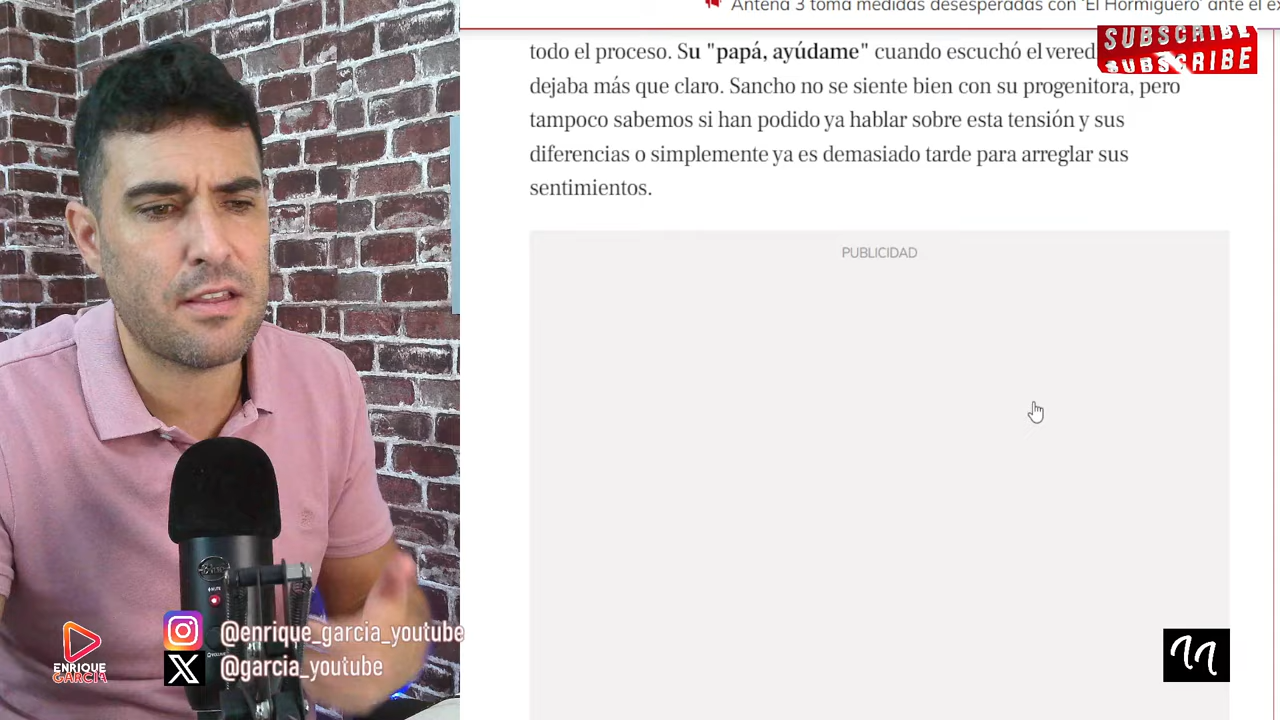 Antena 3 toma medidas desesperadas con 'El Hormiguero' ante el
todo el proceso. Su "papá, ayúdame" cuando escuchó el
dejaba más que claro. Sancho no se siente bien con su progenitora, pero
tampoco sabemos si han podido ya hablar sobre esta tensión y sus
diferencias o simplemente ya es demasiado tarde para arreglar sus
sentimientos.
SUBSCRIBE
SUBSCRIBE
PUBLICIDAD
ENRIQUE
GARCIA
@enrique_garcia_youtube
@garcia_youtube